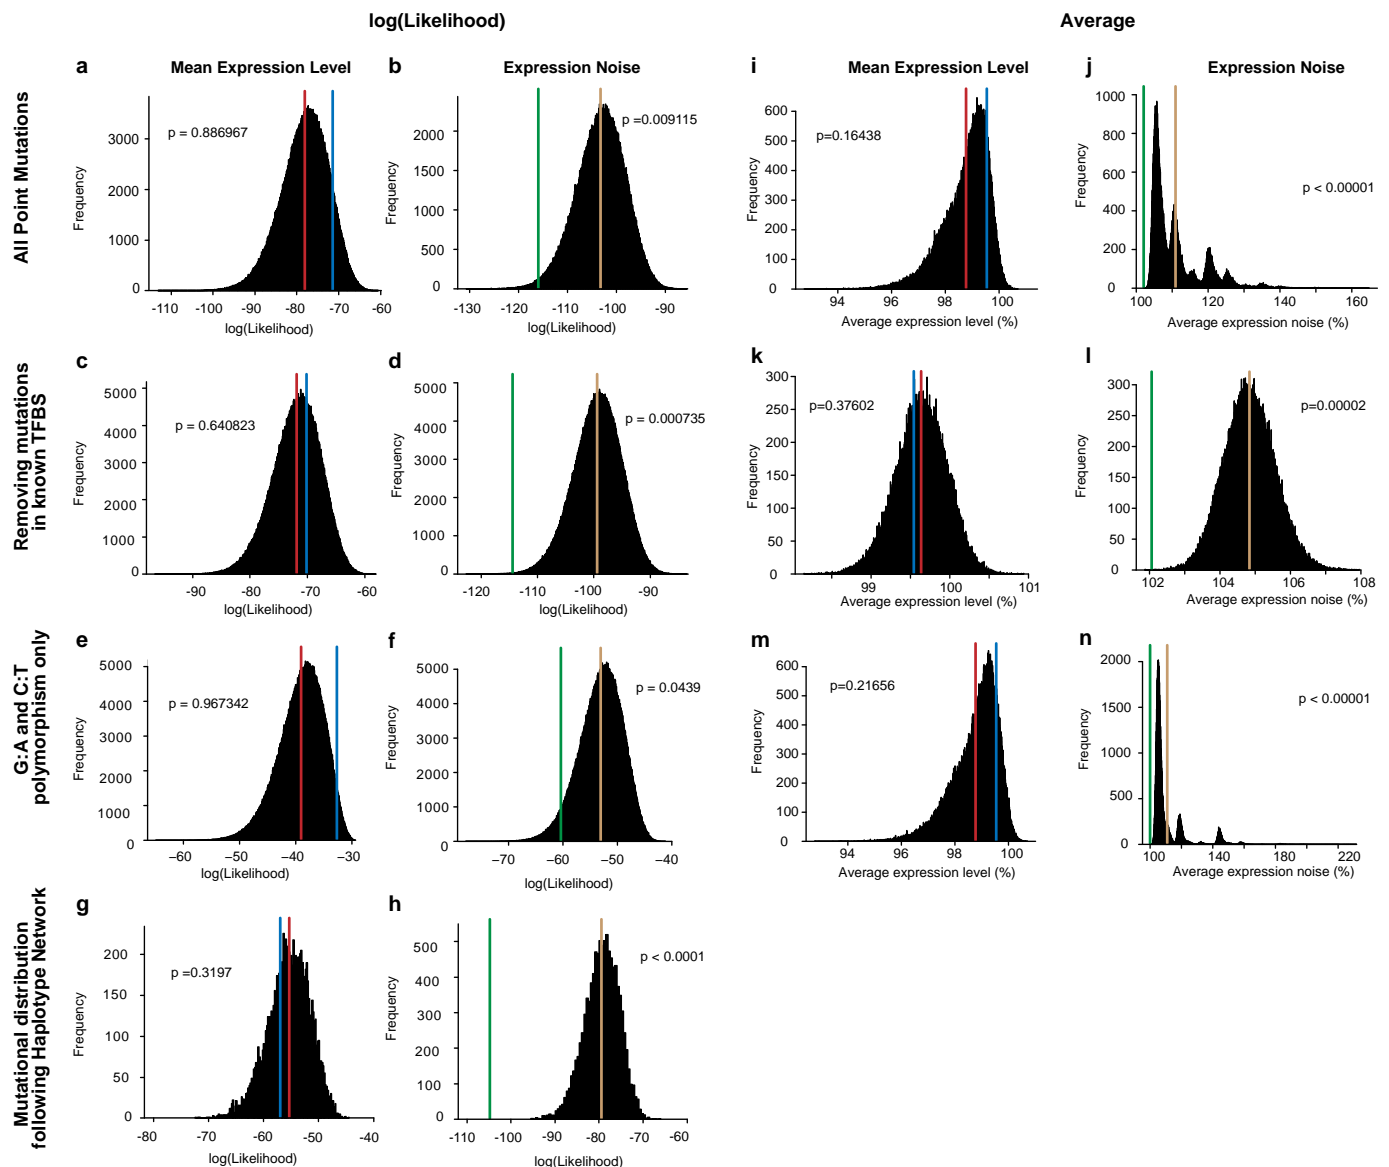 log(Likelihood)
Average
All Point Mutations
a
Mean Expression Level
p = 0.886967
Frequency
3000
2000
1000
0
-110
-100
-90
-80
-70
-60
log(Likelihood)
b
Expression Noise
p =0.009115
Frequency
2000
1500
1000
500
0
-130
-120
-110
-100
-90
log(Likelihood)
i
Mean Expression Level
p=0.16438
Frequency
600
500
400
300
200
100
0
94
96
98
100
Average expression level (%)
j
Expression Noise
p < 0.00001
Frequency
1000
800
600
400
200
0
100
120
140
160
Average expression noise (%)
Removing mutations
in known TFBS
c
p = 0.640823
Frequency
5000
4000
3000
2000
1000
0
-90
-80
-70
-60
log(Likelihood)
d
p = 0.000735
Frequency
5000
4000
3000
2000
1000
0
-120
-110
-100
-90
log(Likelihood)
k
p=0.37602
Frequency
300
250
200
150
100
50
0
99
100
101
Average expression level (%)
l
p=0.00002
Frequency
300
250
200
150
100
50
0
102
104
106
108
Average expression noise (%)
G:A and C:T
polymorphism only
e
p = 0.967342
Frequency
5000
4000
3000
2000
1000
0
−60
−50
−40
−30
log(Likelihood)
f
p = 0.0439
Frequency
5000
4000
3000
2000
1000
0
−70
−60
−50
−40
log(Likelihood)
m
p=0.21656
Frequency
600
500
400
300
200
100
0
94
96
98
100
Average expression level (%)
n
p < 0.00001
Frequency
2000
1500
1000
500
0
100
140
180
220
Average expression noise (%)
Mutational distribution
following Haplotype Network
g
p =0.3197
Frequency
200
150
100
50
0
-80
-70
-60
-50
-40
log(Likelihood)
h
p < 0.0001
Frequency
500
400
300
200
100
0
-110
-100
-90
-80
-70
-60
log(Likelihood)